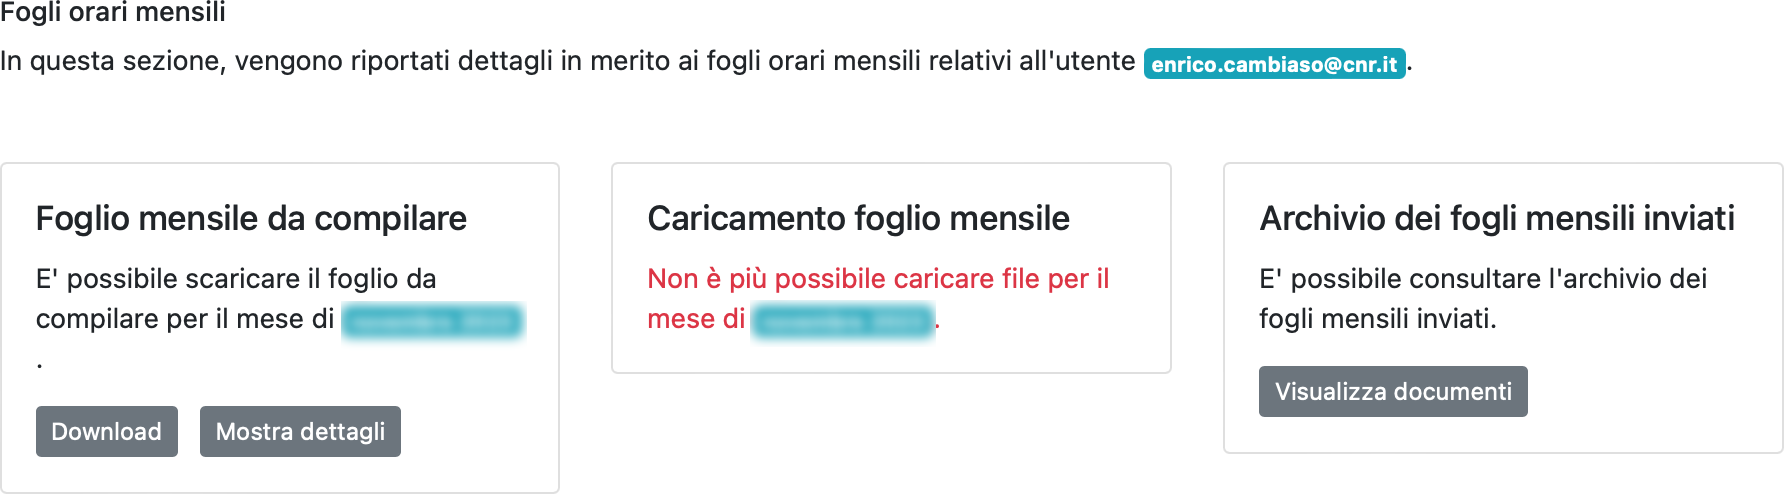 Fogli orari mensili
In questa sezione, vengono riportati dettagli in merito ai fogli orari mensili relativi all'utente enrico.cambiaso@cnr.it.
Foglio mensile da compilare
E' possibile scaricare il foglio da
compilare per il mese di
.
Download Mostra dettagli
Caricamento foglio mensile
Non è più possibile caricare file per il
mese di .
Archivio dei fogli mensili inviati
E' possibile consultare l'archivio dei
fogli mensili inviati.
Visualizza documenti